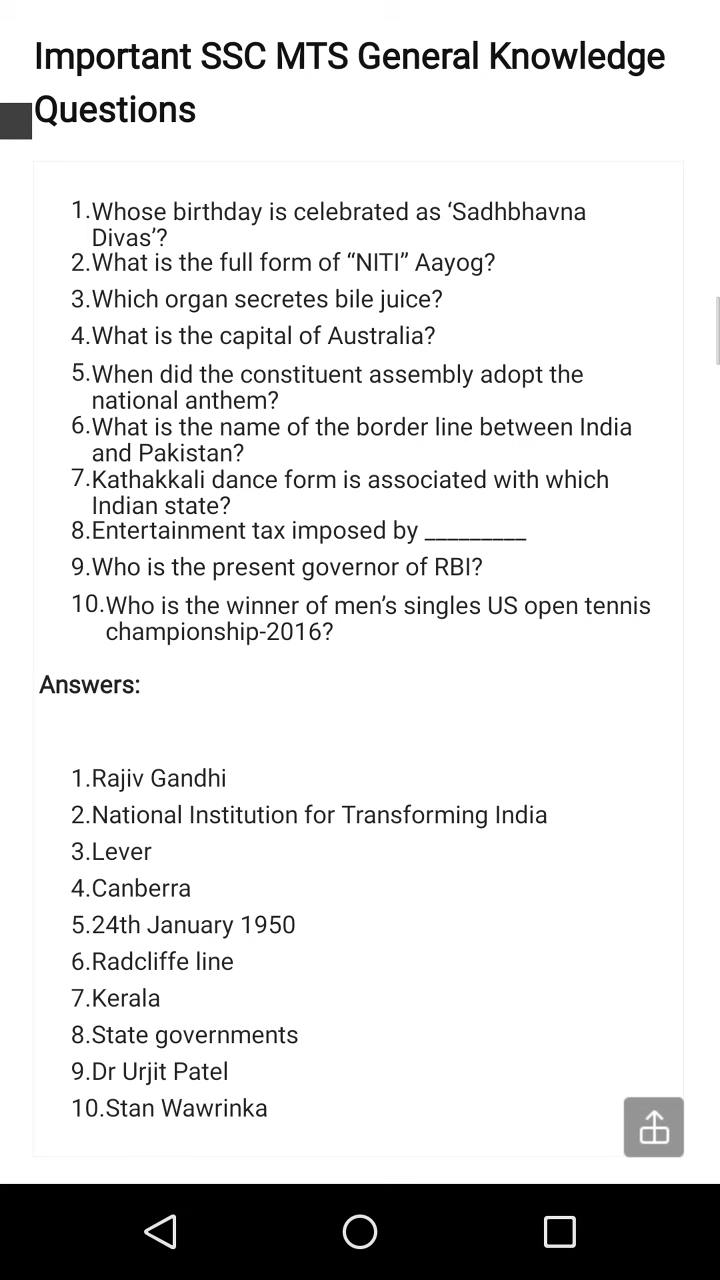 Important SSC MTS General Knowledge
Questions
1.Whose birthday is celebrated as ‘Sadhbhavna
Divas’?
2.What is the full form of “NITI” Aayog?
3.Which organ secretes bile juice?
4.What is the capital of Australia?
5.When did the constituent assembly adopt the
national anthem?
6.What is the name of the border line between India
and Pakistan?
7.Kathakkali dance form is associated with which
Indian state?
8.Entertainment tax imposed by _________
9.Who is the present governor of RBI?
10.Who is the winner of men’s singles US open tennis
championship-2016?
Answers:
1.Rajiv Gandhi
2.National Institution for Transforming India
3.Lever
4.Canberra
5.24th January 1950
6.Radcliffe line
7.Kerala
8.State governments
9.Dr Urjit Patel
10.Stan Wawrinka